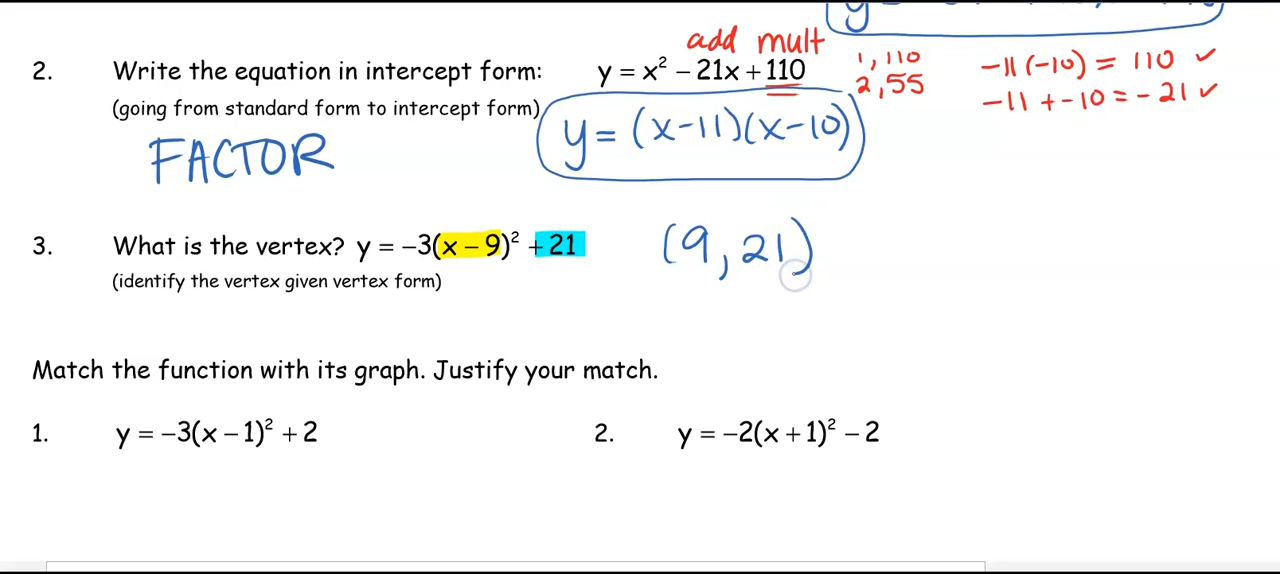 y
add mult
2. Write the equation in intercept form: y = x² − 21x + 110 1, 110 -11(-10) = 110 ✓
(going from standard form to intercept form) 2, 55 -11 + -10 = -21 ✓
y = (x-11)(x-10)
FACTOR
3. What is the vertex? y = −3(x − 9)² + 21 (9, 21)
(identify the vertex given vertex form)
Match the function with its graph. Justify your match.
1. y = −3(x − 1)² + 2 2. y = −2(x + 1)² − 2